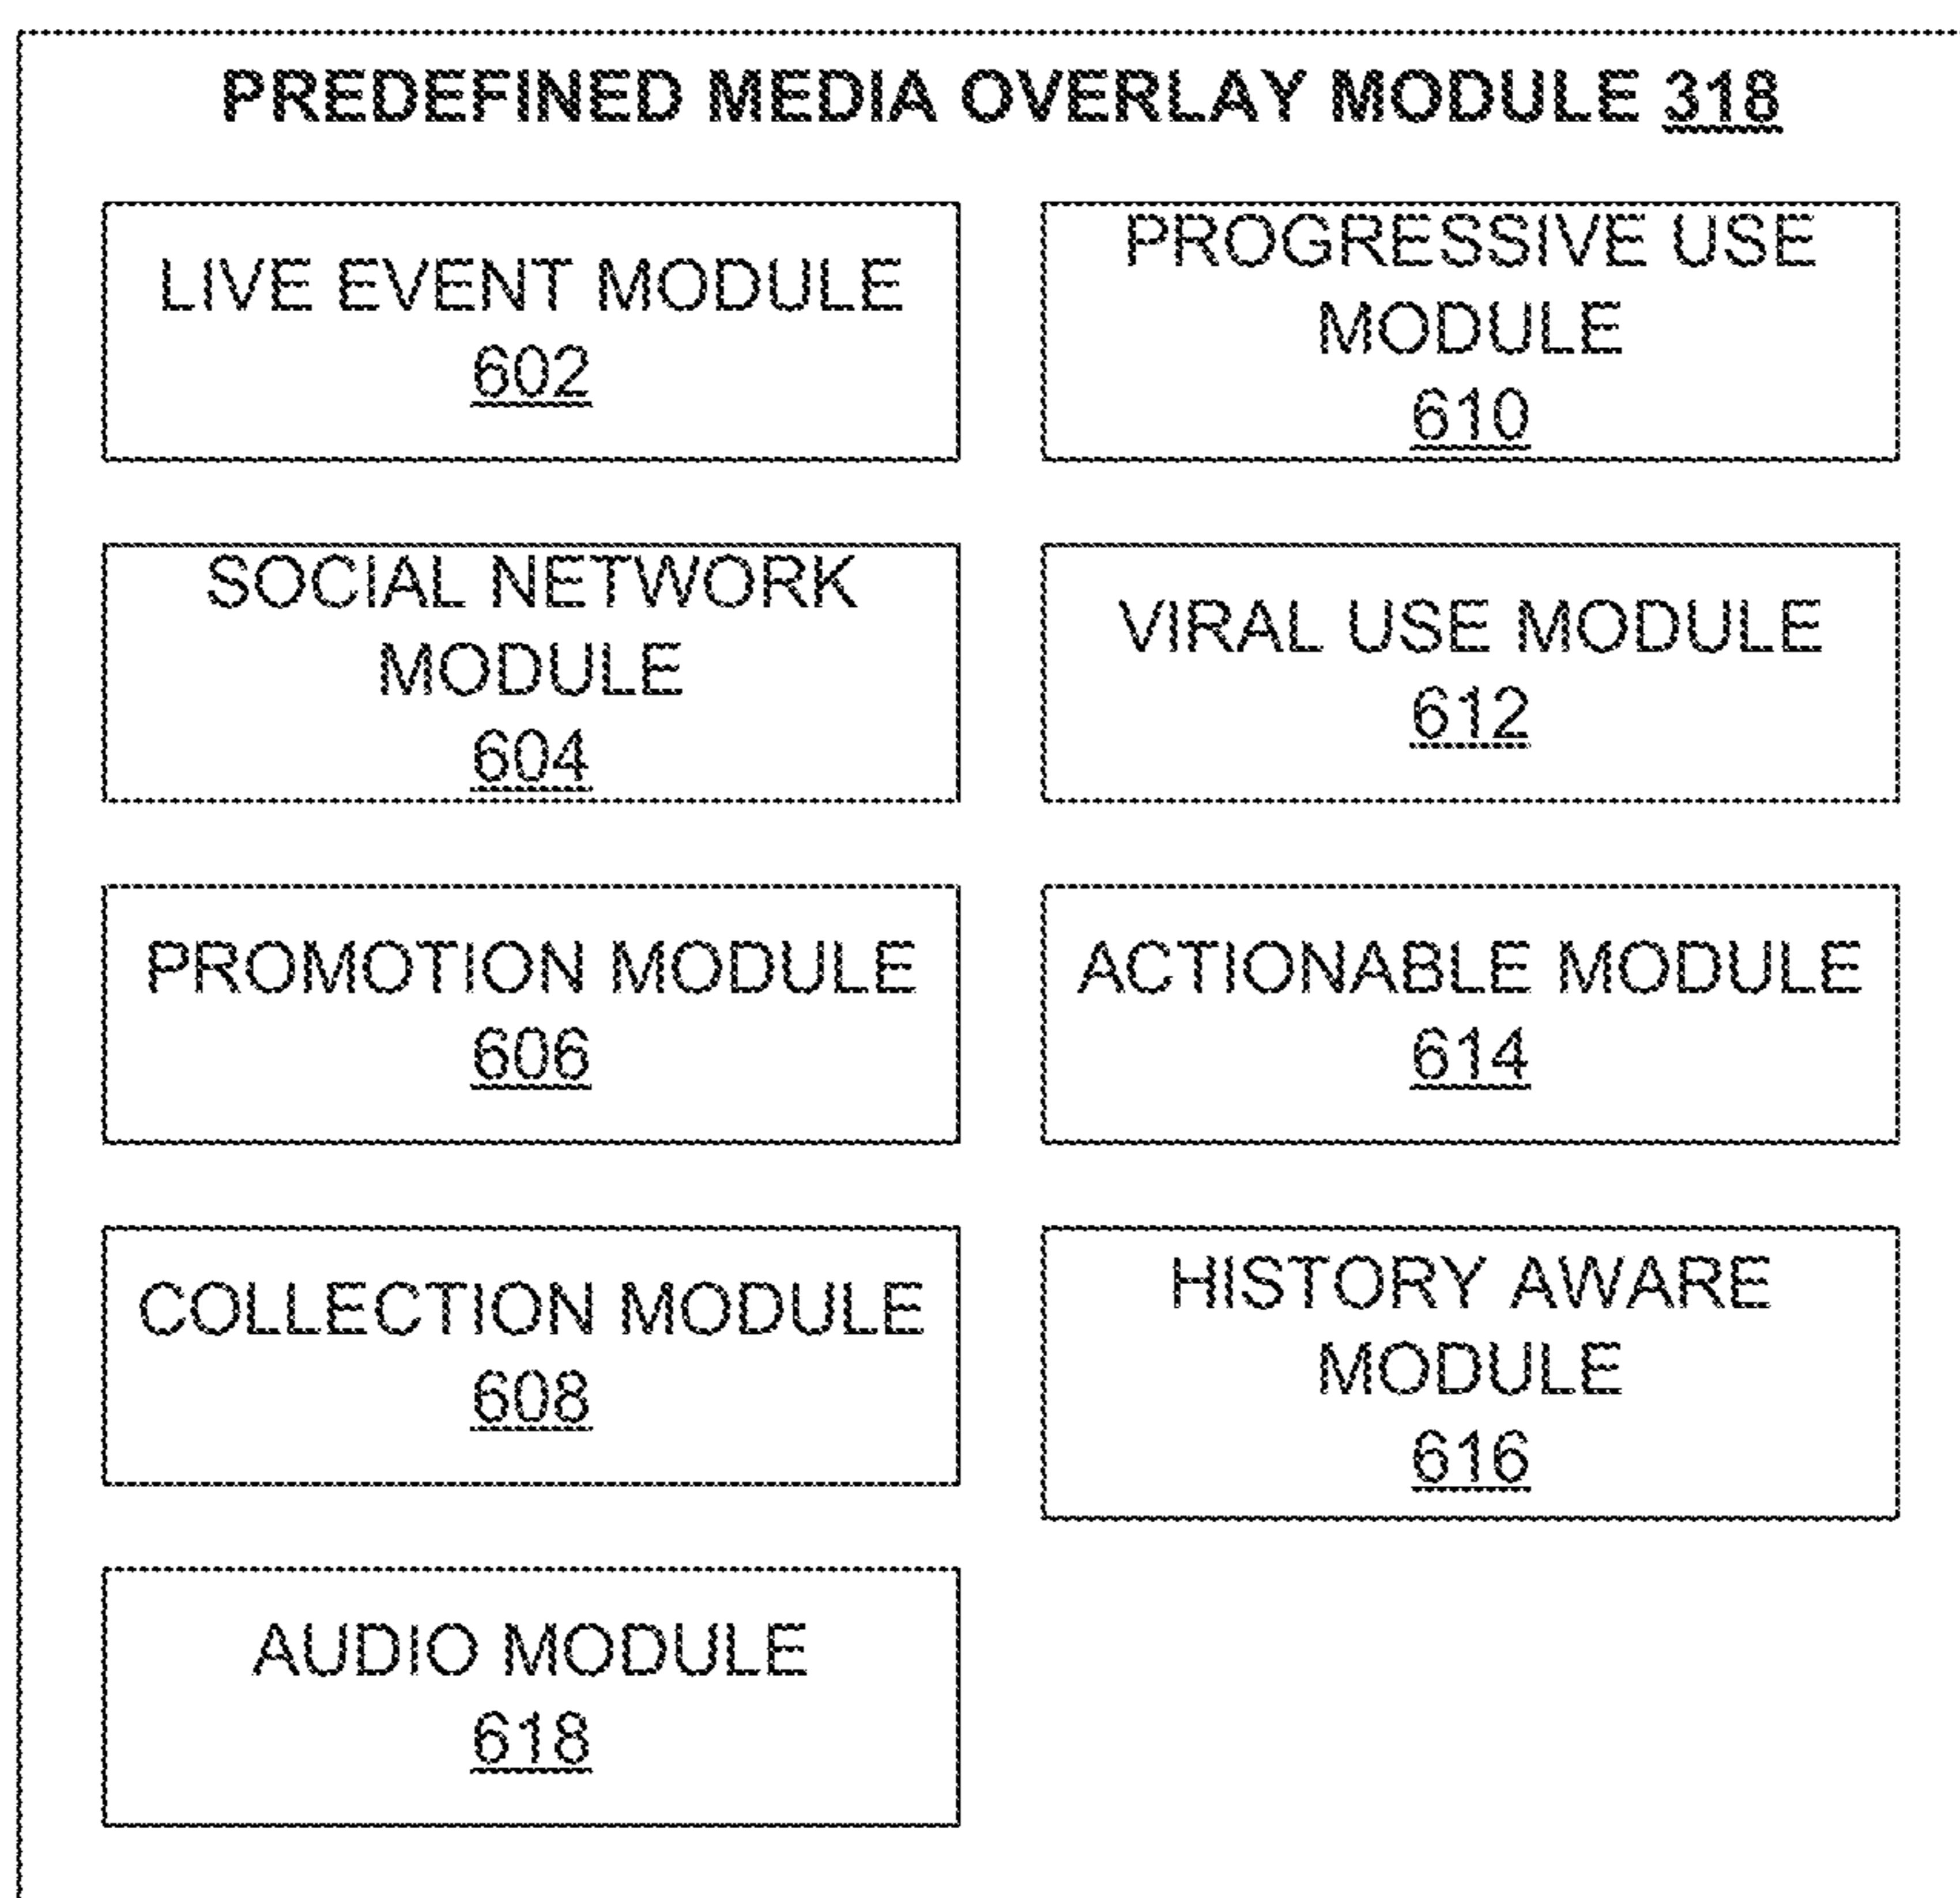 PREDEFINED MEDIA OVERLAY MODULE 318
LIVE EVENT MODULE
602
SOCIAL NETWORK
MODULE
604
PROMOTION MODULE
606
COLLECTION MODULE
608
AUDIO MODULE
618
PROGRESSIVE USE
MODULE
610
VIRAL USE MODULE
612
ACTIONABLE MODULE
614
HISTORY AWARE
MODULE
616